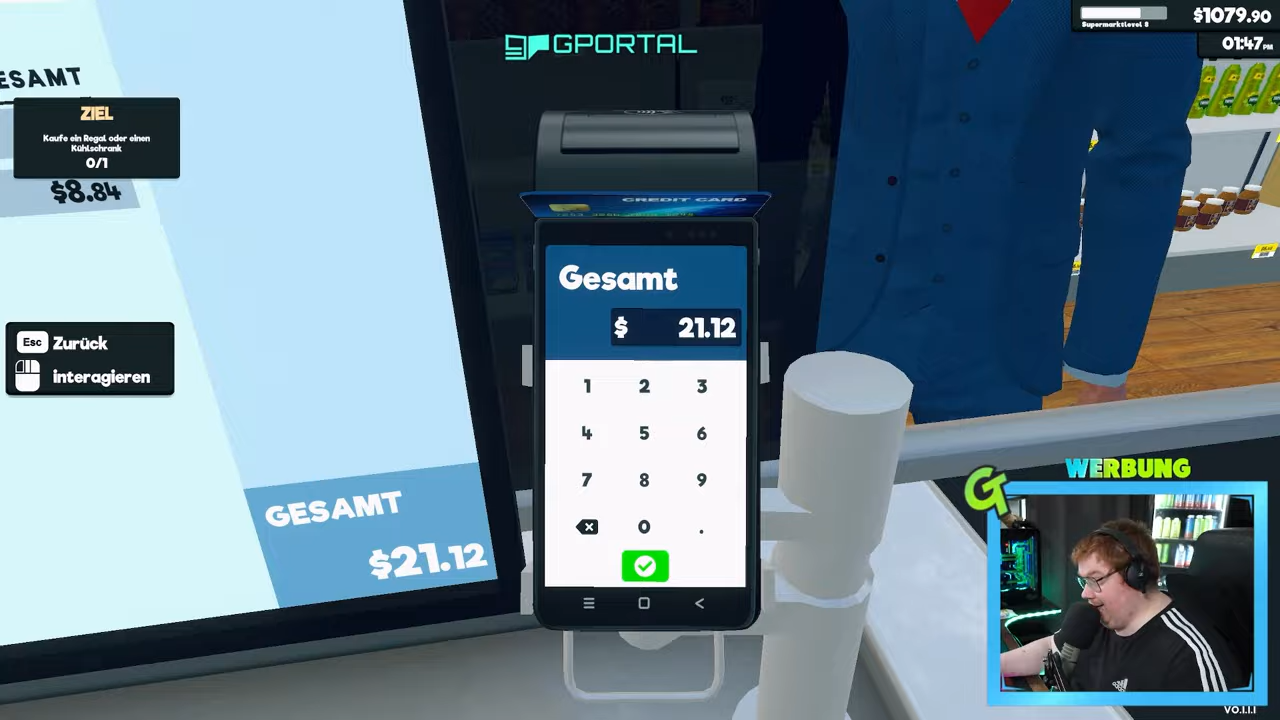 GPORTAL
$1079.90
Supermarktlevel 8
01:47PM
ESAMT
ZIEL
Kaufe ein Regal oder einen
Kühlschrank
0/1
$8.84
CREDIT CARD
Gesamt
$ 21.12
Esc Zurück
interagieren
1 2 3
4 5 6
7 8 9
0 .
GESAMT
$21.12
WERBUNG
V0.1.1.1